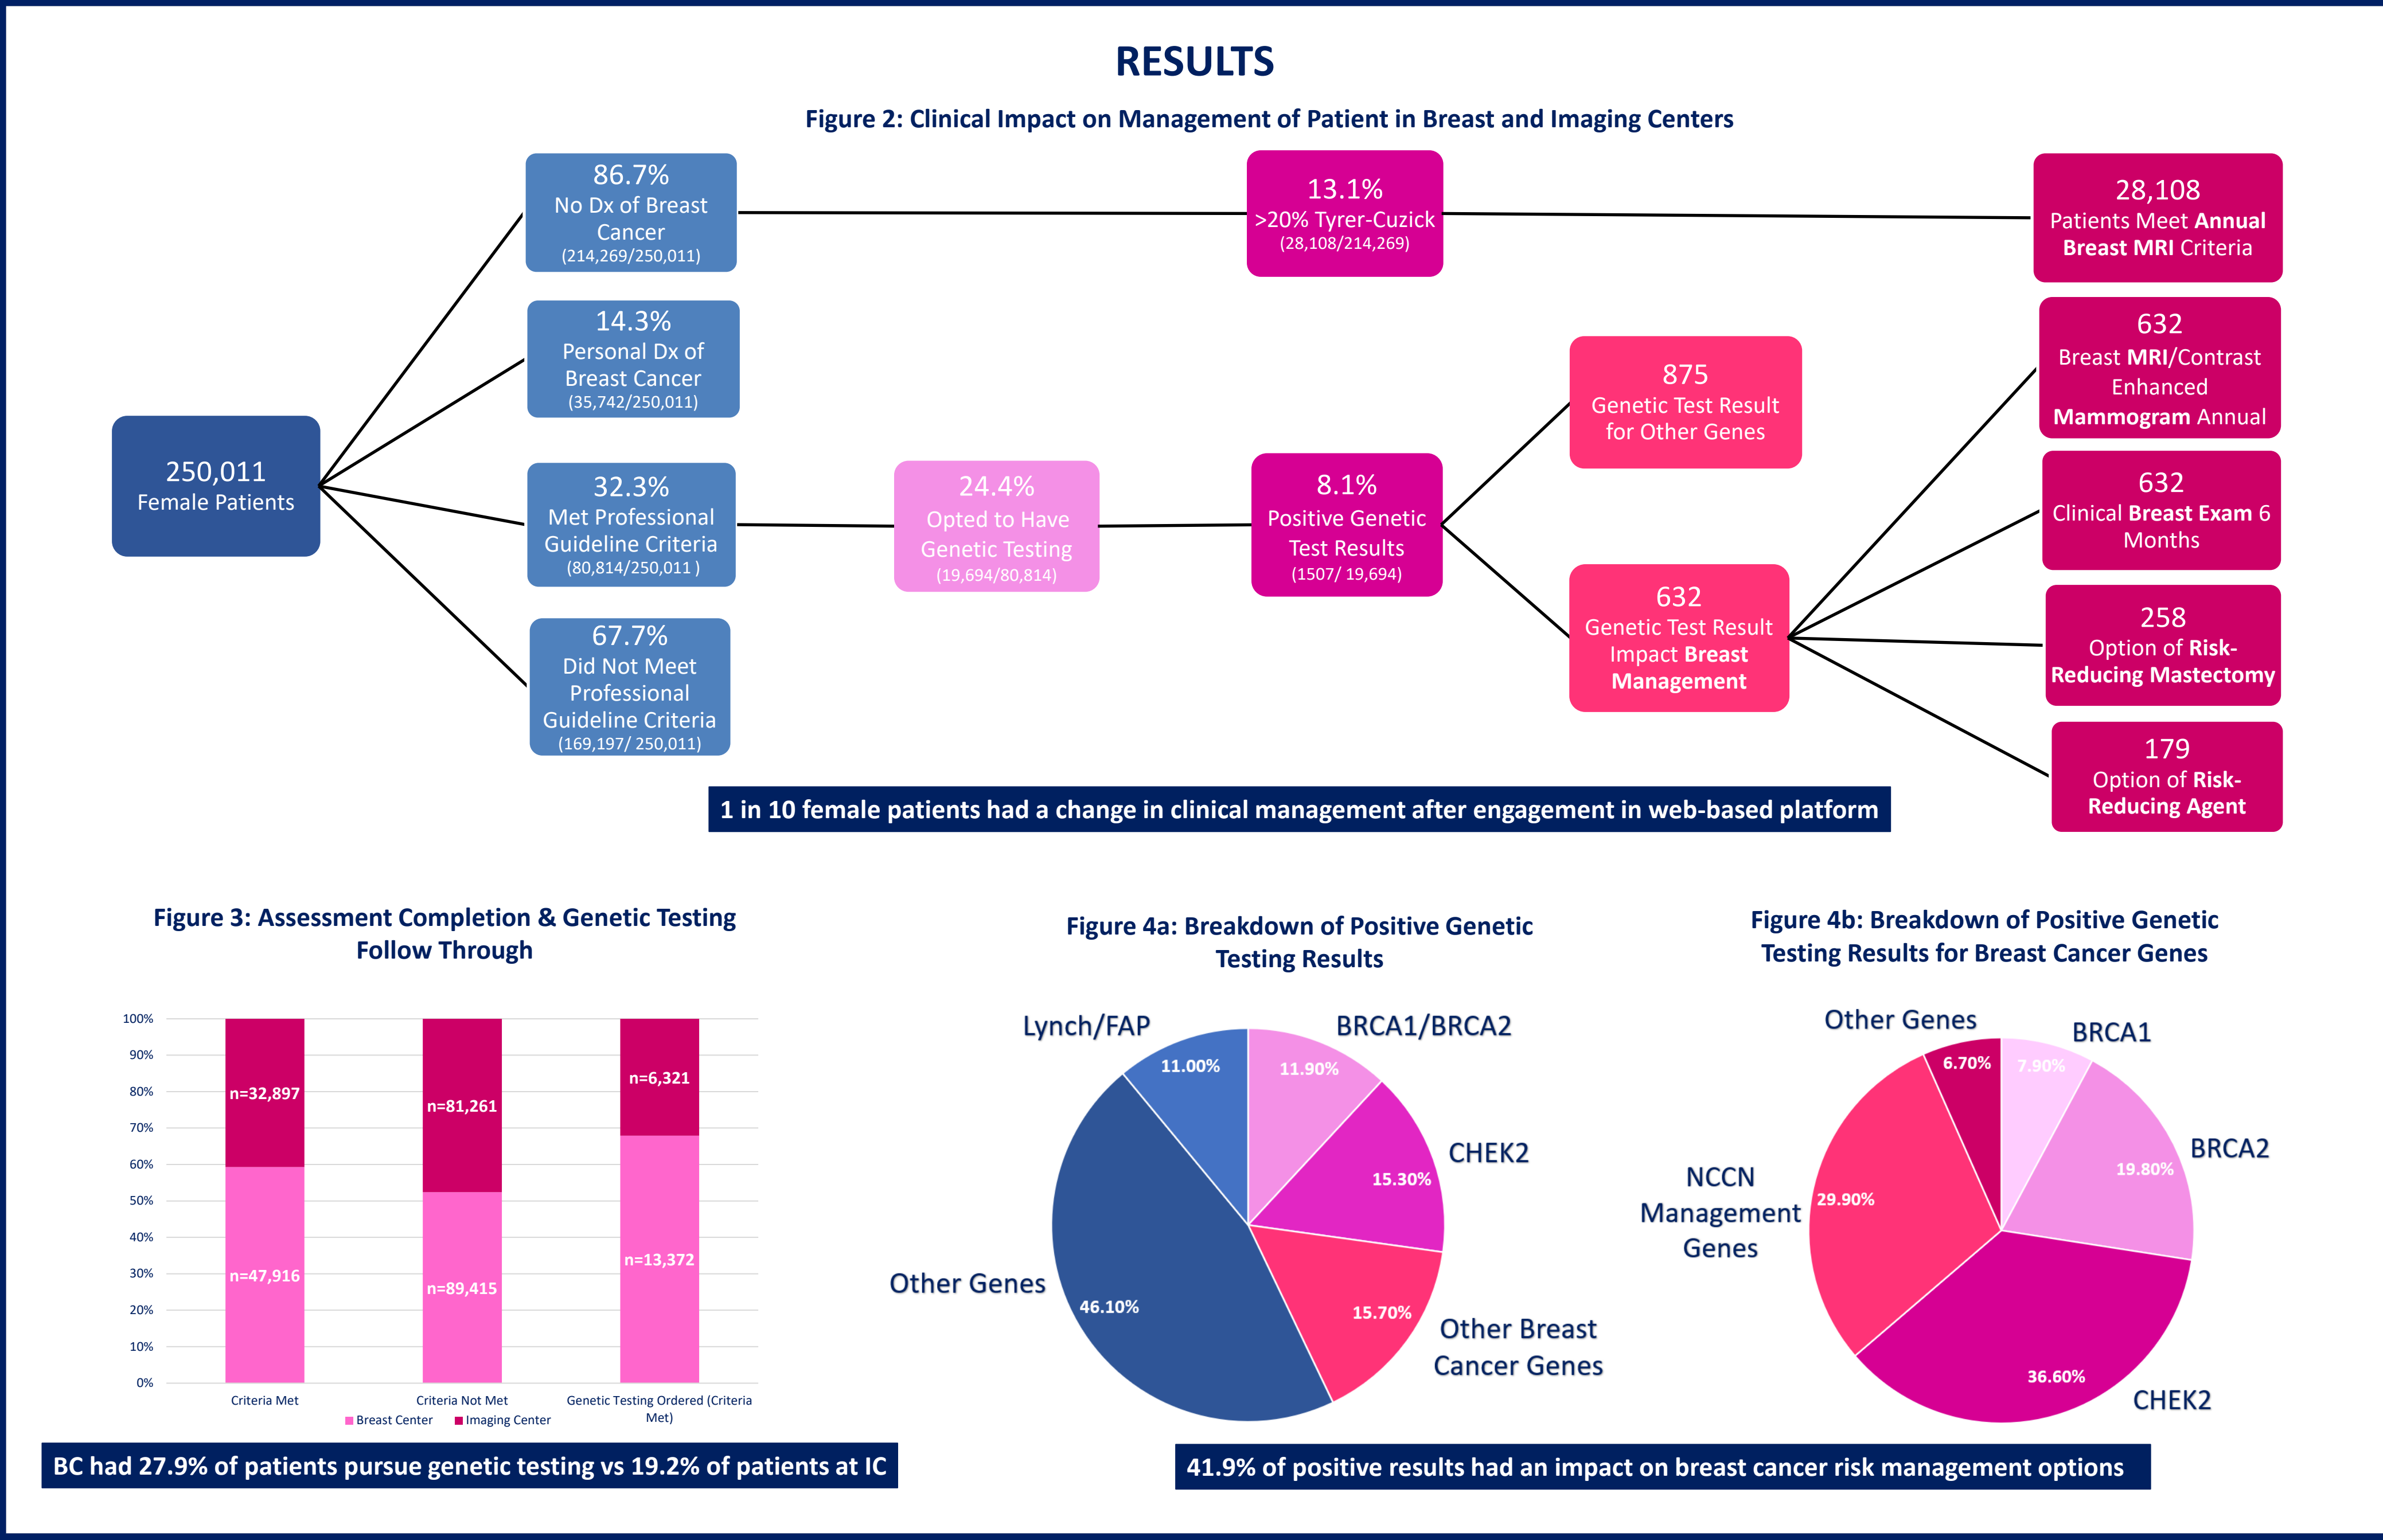 RESULTS
Figure 2: Clinical Impact on Management of Patient in Breast and Imaging Centers
250,011
Female Patients
86.7%
No Dx of Breast
Cancer
(214,269/250,011)
14.3%
Personal Dx of
Breast Cancer
(35,742/250,011)
32.3%
Met Professional
Guideline Criteria
(80,814/250,011 )
67.7%
Did Not Meet
Professional
Guideline Criteria
(169,197/ 250,011)
24.4%
Opted to Have
Genetic Testing
(19,694/80,814)
13.1%
>20% Tyrer-Cuzick
(28,108/214,269)
8.1%
Positive Genetic
Test Results
(1507/ 19,694)
875
Genetic Test Result
for Other Genes
632
Genetic Test Result
Impact Breast
Management
28,108
Patients Meet Annual
Breast MRI Criteria
632
Breast MRI/Contrast
Enhanced
Mammogram Annual
632
Clinical Breast Exam 6
Months
258
Option of Risk-
Reducing Mastectomy
179
Option of Risk-
Reducing Agent
1 in 10 female patients had a change in clinical management after engagement in web-based platform
Figure 3: Assessment Completion & Genetic Testing
Follow Through
100%
90%
80%
70%
60%
50%
40%
30%
20%
10%
0%
n=32,897
n=47,916
n=81,261
n=89,415
n=6,321
n=13,372
Criteria Met
Criteria Not Met
Genetic Testing Ordered (Criteria
Met)
Breast Center
Imaging Center
BC had 27.9% of patients pursue genetic testing vs 19.2% of patients at IC
Figure 4a: Breakdown of Positive Genetic
Testing Results
Lynch/FAP
11.00%
BRCA1/BRCA2
11.90%
CHEK2
15.30%
Other Breast
Cancer Genes
15.70%
Other Genes
46.10%
Figure 4b: Breakdown of Positive Genetic
Testing Results for Breast Cancer Genes
Other Genes
6.70%
BRCA1
7.90%
BRCA2
19.80%
CHEK2
36.60%
NCCN
Management
Genes
29.90%
41.9% of positive results had an impact on breast cancer risk management options